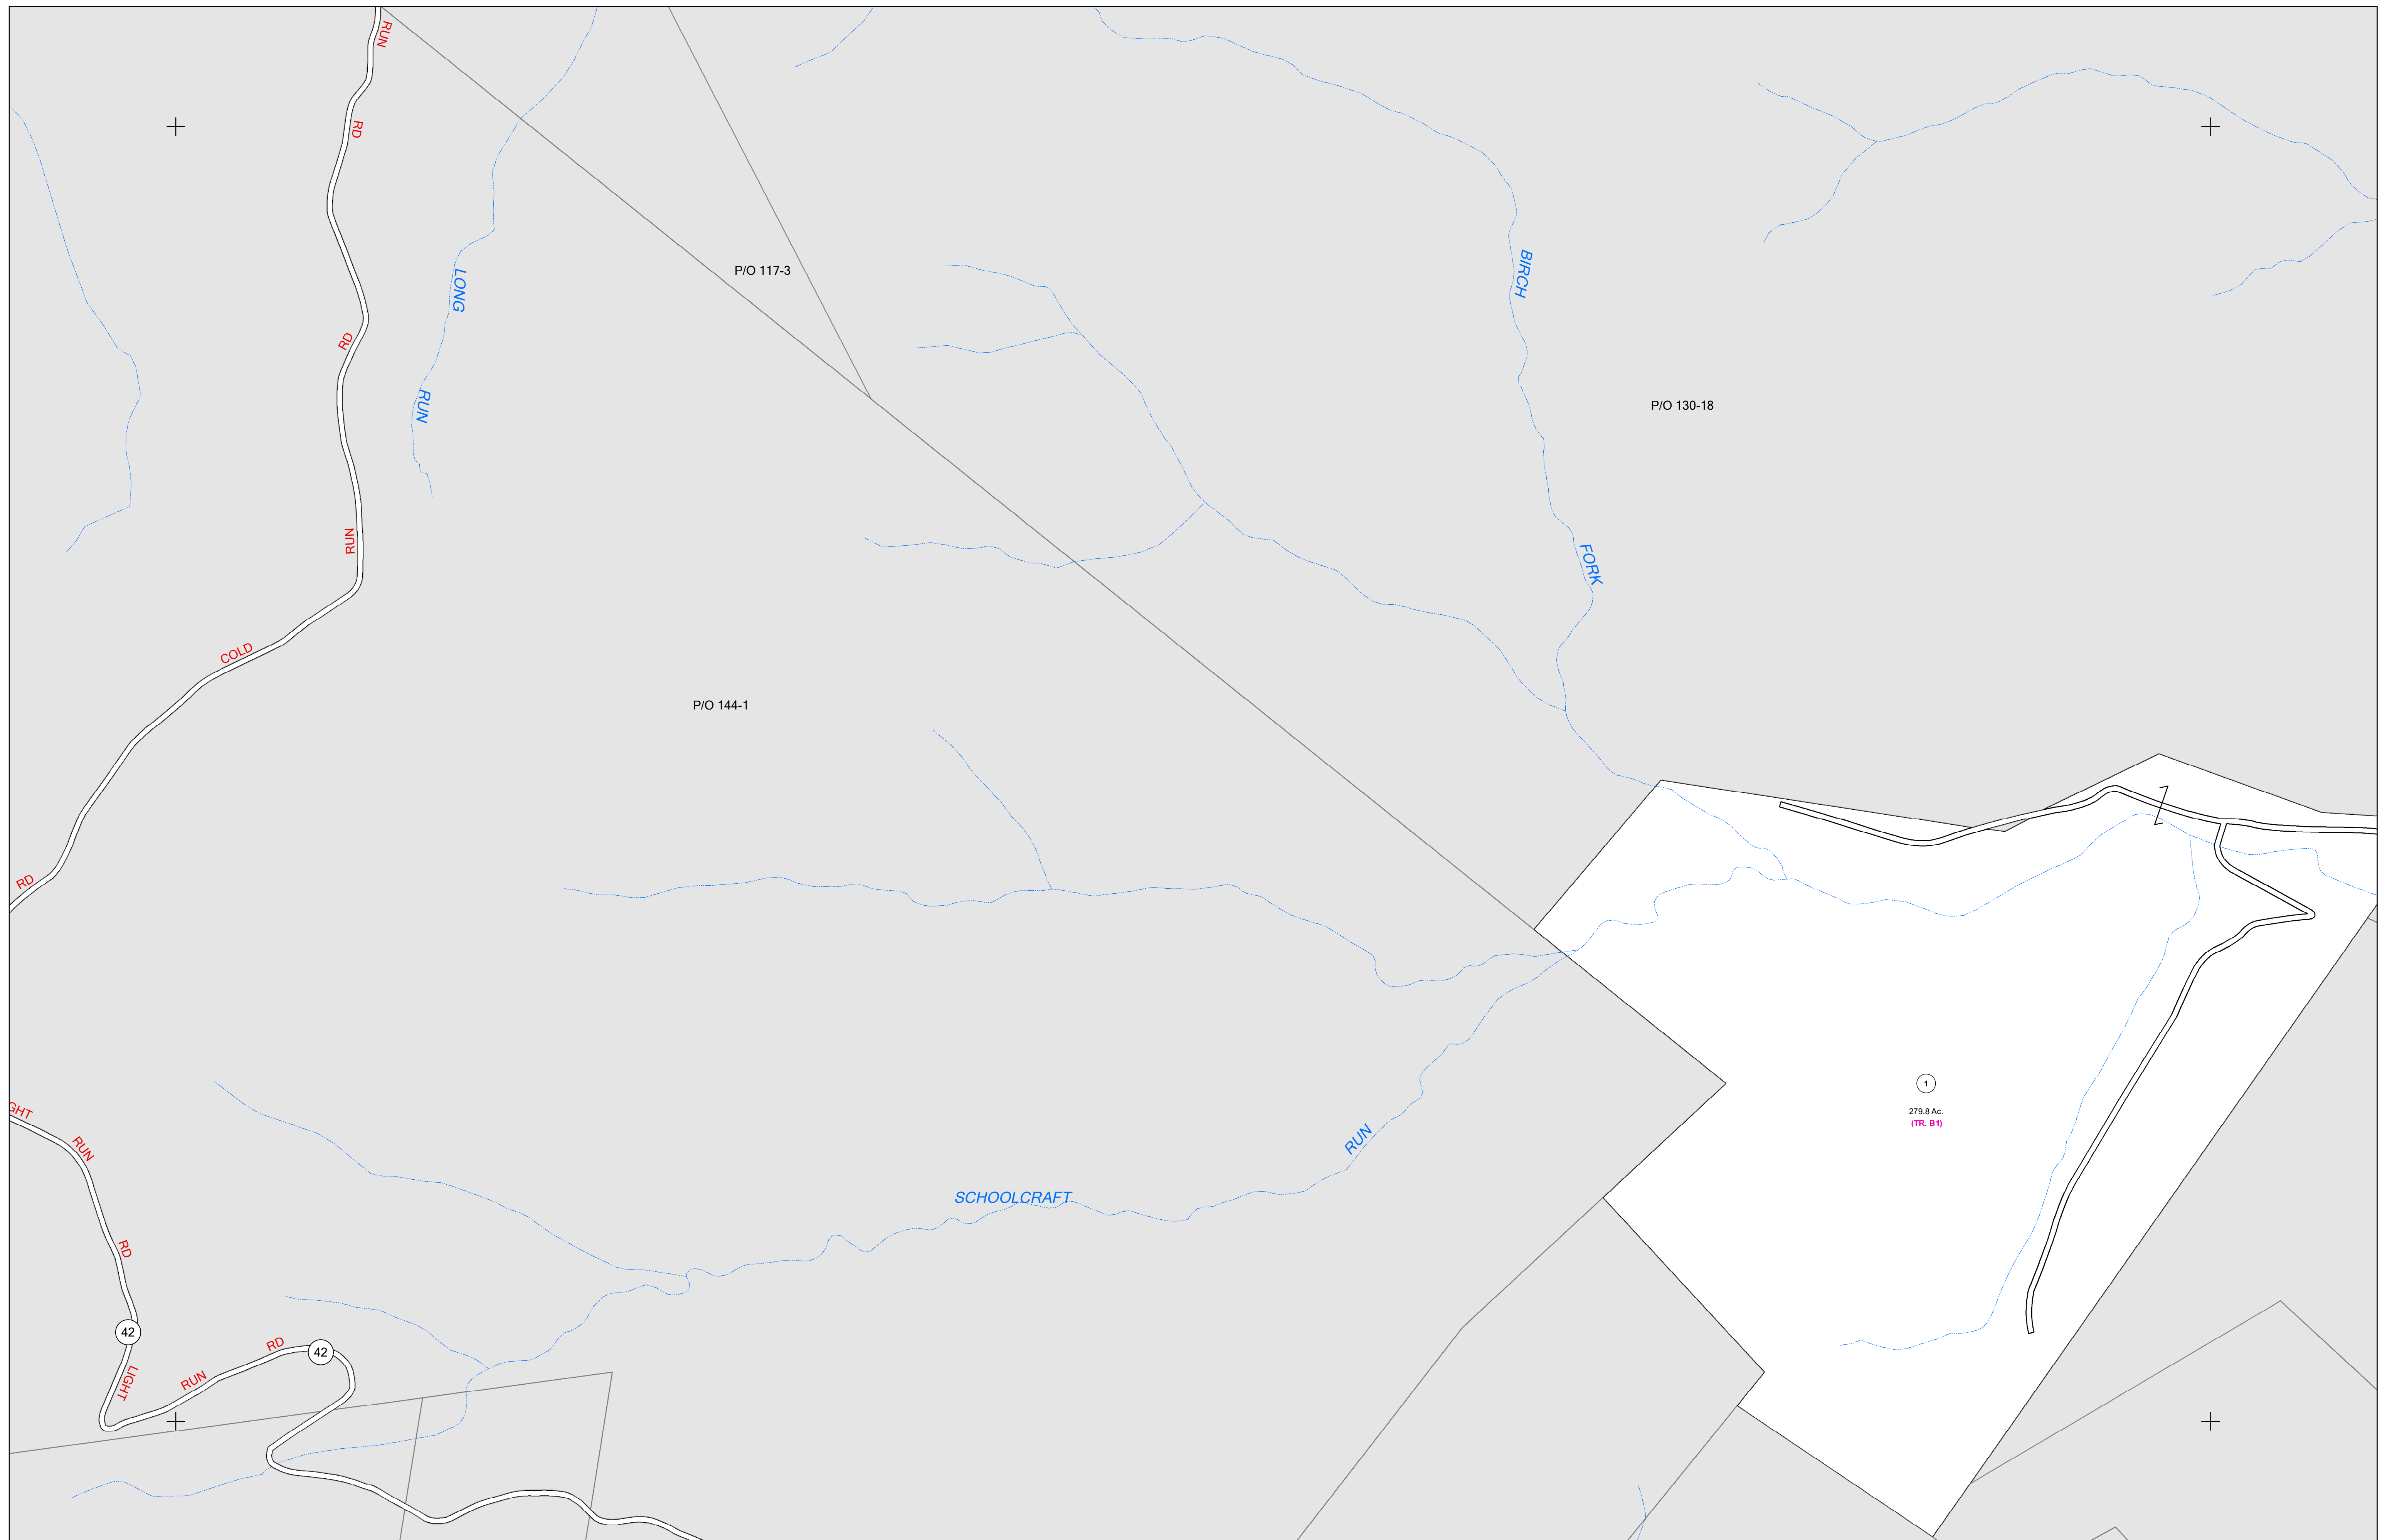 RUN
RD
P/O 117-3
LONG
BIRCH
RD
RUN
P/O 130-18
RUN
FORK
COLD
P/O 144-1
RD
1
279.8 Ac.
(TR. B1)
GHT
RUN
RUN
SCHOOLCRAFT
RD
42
RD
42
LIGHT
RUN